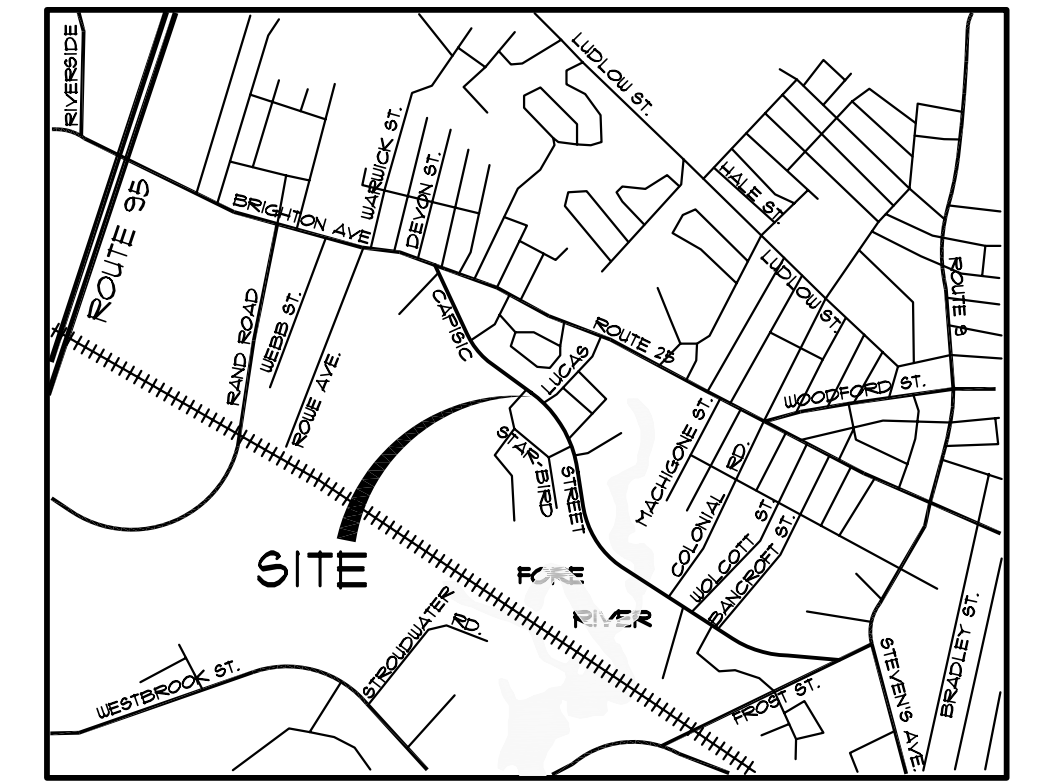 RIVERSIDE
LUDLOW ST.
WARWICK ST.
DEVON ST.
HALE ST.
ROUTE 95
BRIGHTON AVE
LUDLOW ST.
ROUTE 9
CAPISIC
RAND ROAD
WEBB ST.
ROUTE 25
LUCAS
ROWE AVE.
WOODFORD ST.
MACHIGONE ST.
STAR-BIRD
STREET
COLONIAL RD.
WOLCOTT ST.
BANCROFT ST.
SITE
FORE
RIVER
STROUDWATER RD.
WESTBROOK ST.
FROST ST.
STEVEN'S AVE.
BRADLEY ST.